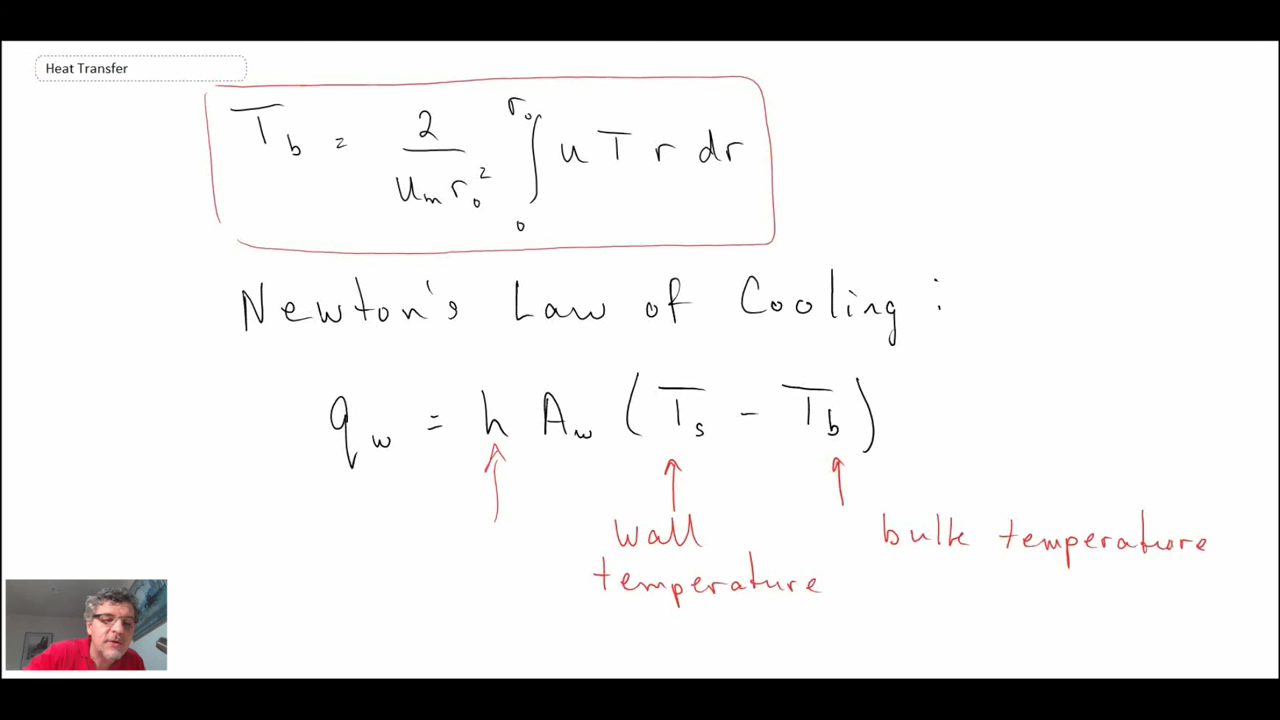 Heat Transfer
T_b = 2 / (u_m r_0^2) ∫_0^{r_0} u T r dr
Newton's Law of Cooling :
q_w = h A_w ( T_s - T_b )
wall
temperature
bulk temperature